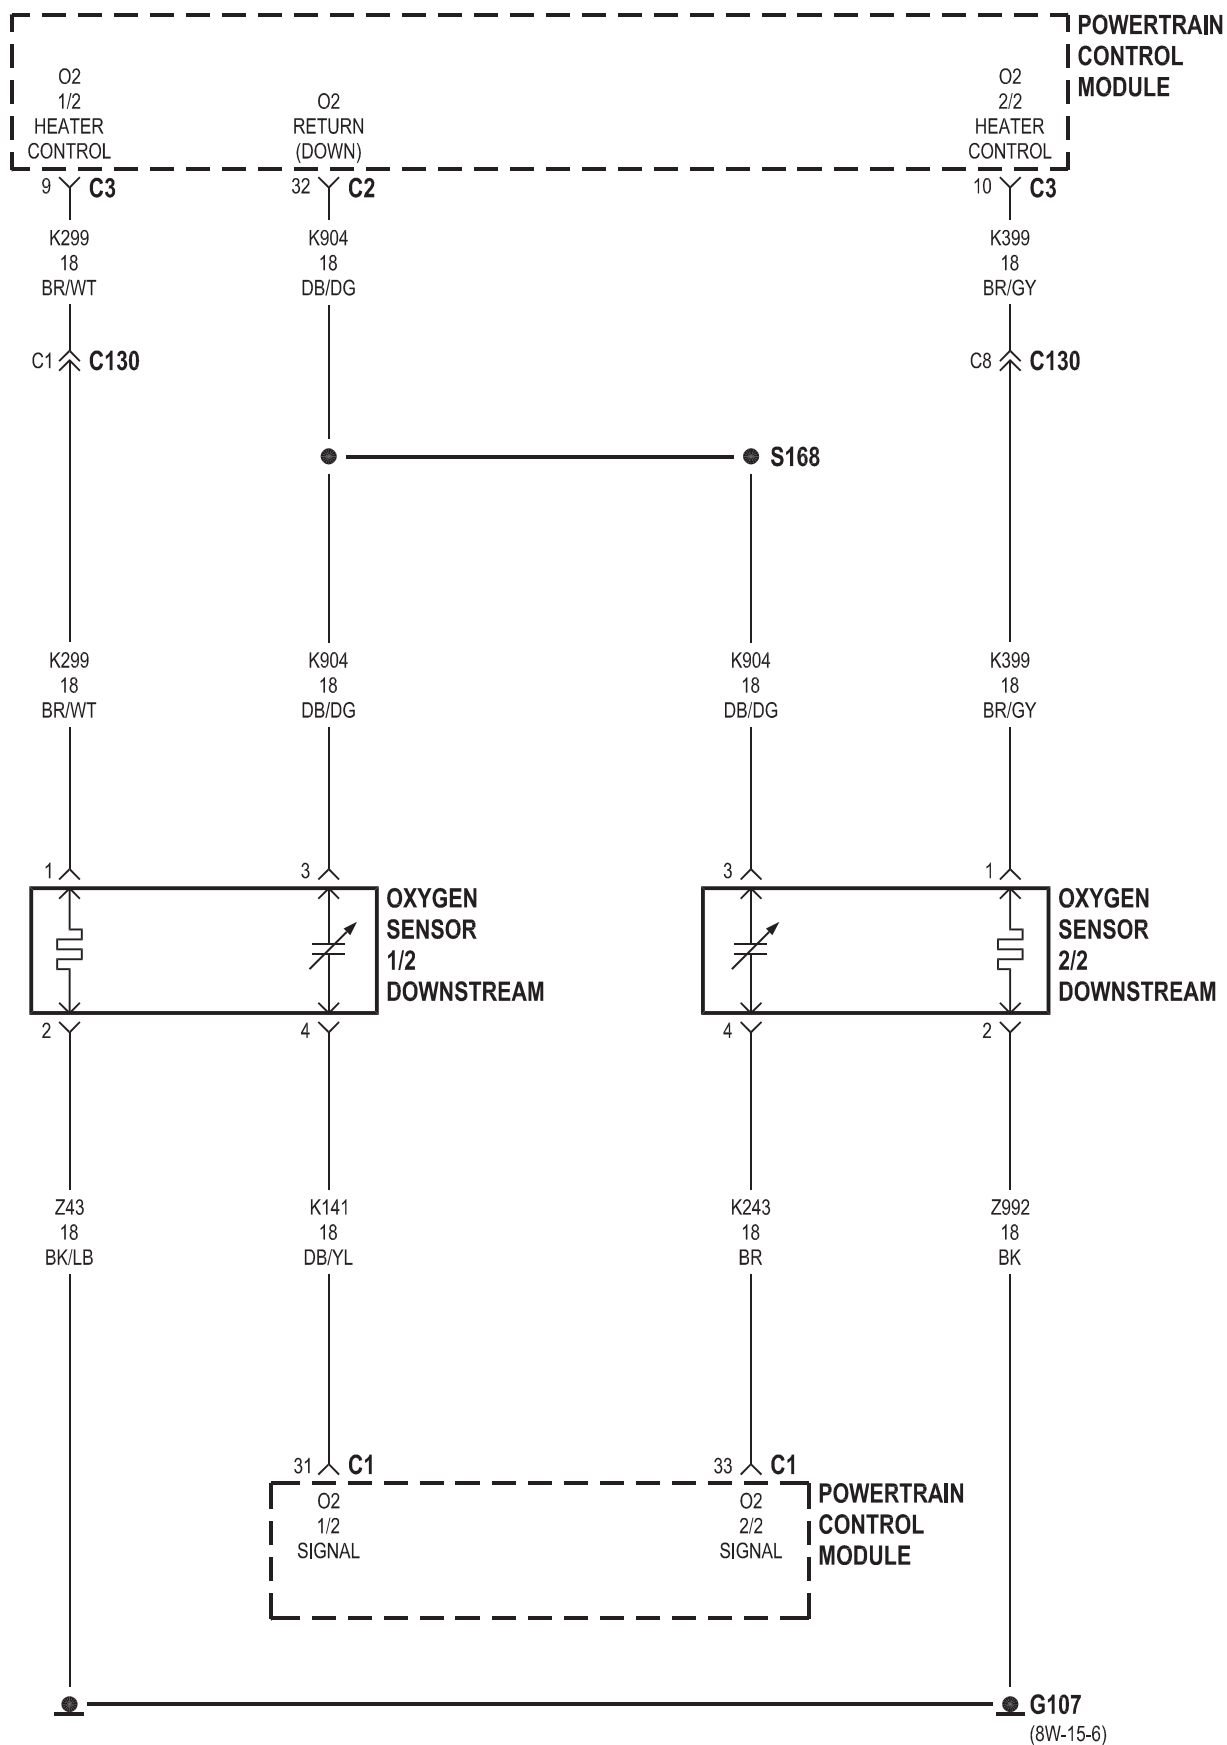 POWERTRAIN
CONTROL
MODULE
O2
1/2
HEATER
CONTROL
O2
RETURN
(DOWN)
O2
2/2
HEATER
CONTROL
9 C3
32 C2
10 C3
K299
18
BR/WT
K904
18
DB/DG
K399
18
BR/GY
C1 C130
C8 C130
S168
K299
18
BR/WT
K904
18
DB/DG
K904
18
DB/DG
K399
18
BR/GY
1
3
3
1
OXYGEN
SENSOR
1/2
DOWNSTREAM
OXYGEN
SENSOR
2/2
DOWNSTREAM
2
4
4
2
Z43
18
BK/LB
K141
18
DB/YL
K243
18
BR
Z992
18
BK
31 C1
33 C1
O2
1/2
SIGNAL
O2
2/2
SIGNAL
POWERTRAIN
CONTROL
MODULE
G107
(8W-15-6)